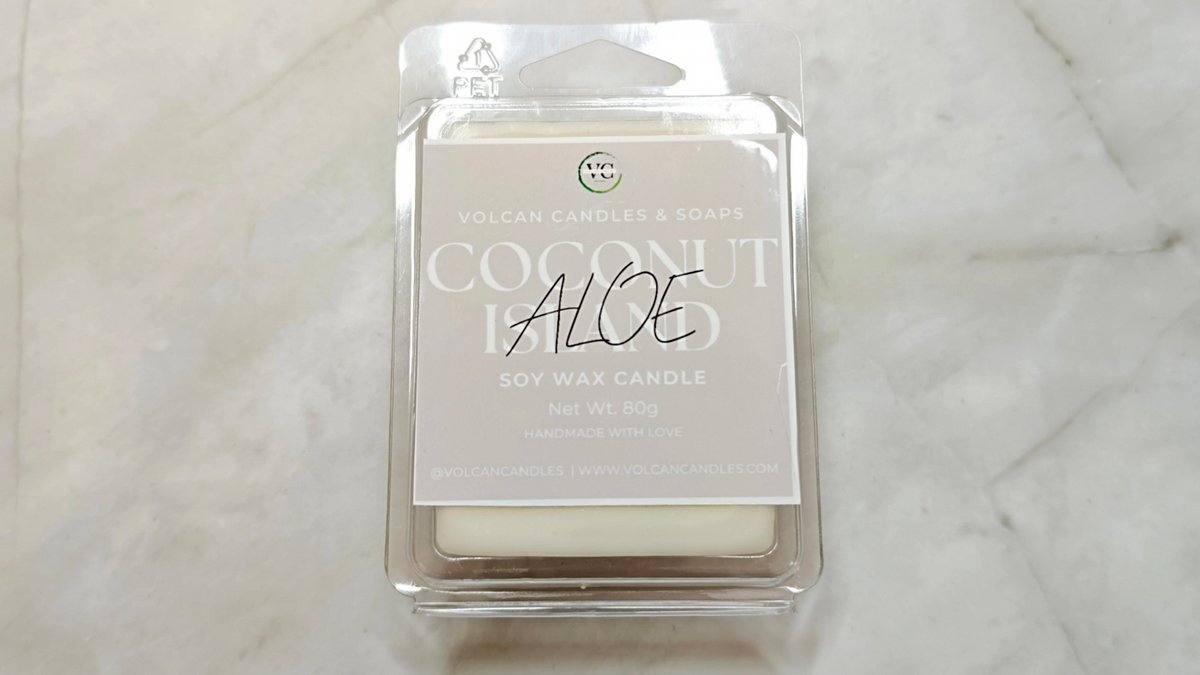 PET
VC
VOLCAN CANDLES & SOAPS
COCONUT
ALOE
ISLAND
SOY WAX CANDLE
Net Wt. 80g
HANDMADE WITH LOVE
@VOLCANCANDLES | WWW.VOLCANCANDLES.COM